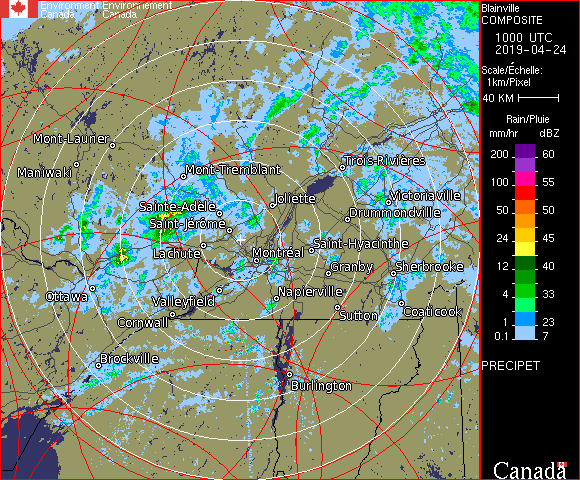 Environment Environnement
Canada Canada
Mont-Laurier
Maniwaki
Mont-Tremblant
Trois-Rivières
Sainte-Adele
Joliette
Victoriaville
Drummondville
Saint-Jérôme
Lachute
Montréal
Saint-Hyacinthe
Granby
Sherbrooke
Ottawa
Valleyfield
Napierville
Cornwall
Sutton
Coaticook
Brockville
Burlington
Blainville
COMPOSITE
1000 UTC
2019-04-24
Scale/Échelle:
1km/Pixel
40 KM
Rain/Pluie
mm/hr dBZ
200 60
100 55
50 50
24 45
12 40
4 33
1 23
0.1 7
PRECIPET
Canada